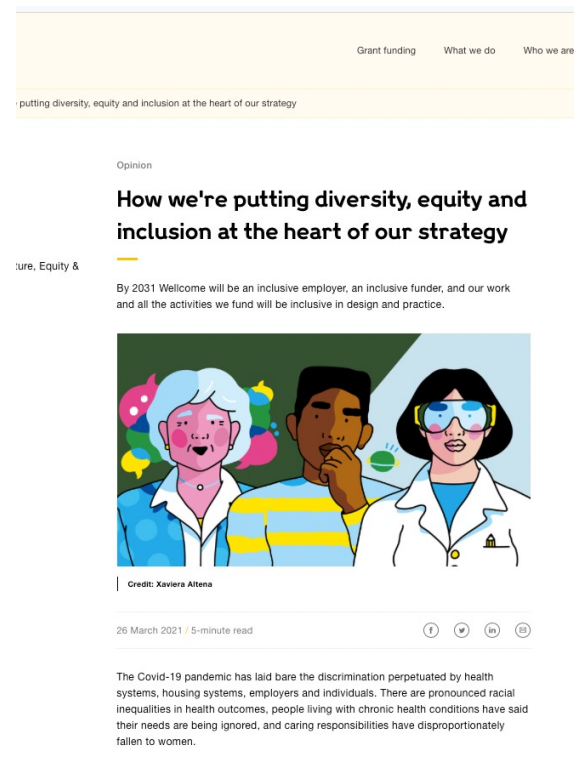 Grant funding What we do Who we are
putting diversity, equity and inclusion at the heart of our strategy
Opinion
How we're putting diversity, equity and
inclusion at the heart of our strategy
Equity &
By 2031 Wellcome will be an inclusive employer, an inclusive funder, and our work
and all the activities we fund will be inclusive in design and practice.
Credit: Xaviera Altena
26 March 2021 / 5-minute read
The Covid-19 pandemic has laid bare the discrimination perpetuated by health
systems, housing systems, employers and individuals. There are pronounced racial
inequalities in health outcomes, people living with chronic health conditions have said
their needs are being ignored, and caring responsibilities have disproportionately
fallen to women.